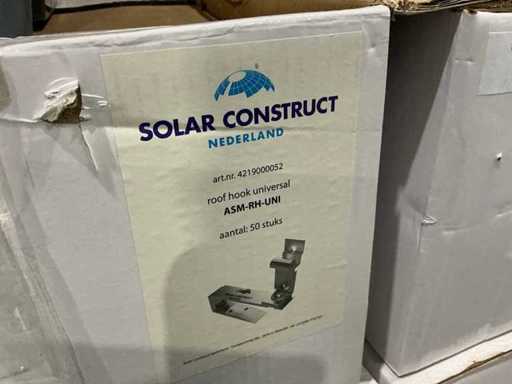 SOLAR CONSTRUCT
NEDERLAND
art.nr. 4219000052
roof hook universal
ASM-RH-UNI
aantal: 50 stuks